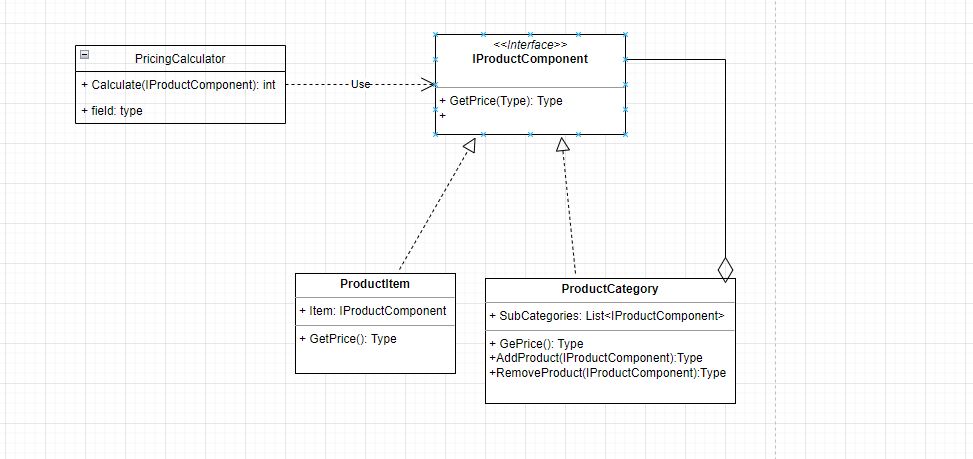 PricingCalculator
+ Calculate(IProductComponent): int
+ field: type
Use
<<Interface>>
IProductComponent
+ GetPrice(Type): Type
+
ProductItem
+ Item: IProductComponent
+ GetPrice(): Type
ProductCategory
+ SubCategories: List<IProductComponent>
+ GePrice(): Type
+AddProduct(IProductComponent):Type
+RemoveProduct(IProductComponent):Type